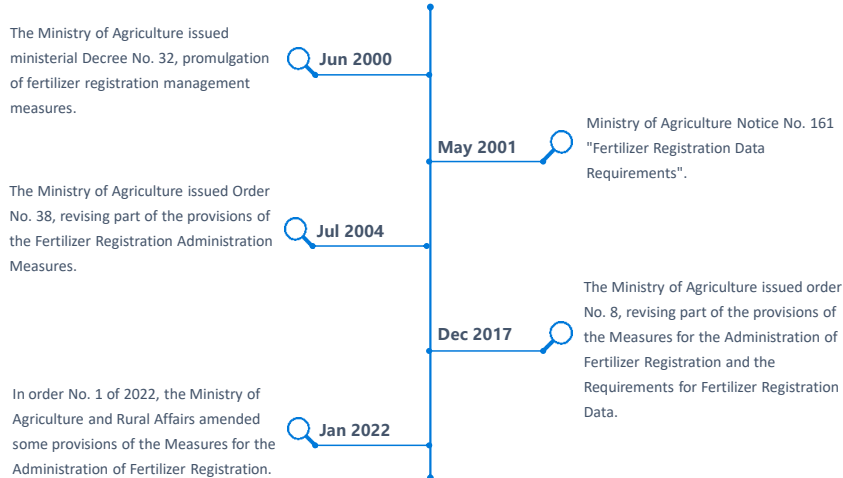 The Ministry of Agriculture issued
ministerial Decree No. 32, promulgation
of fertilizer registration management
measures.
Jun 2000
May 2001
Ministry of Agriculture Notice No. 161
"Fertilizer Registration Data
Requirements".
The Ministry of Agriculture issued Order
No. 38, revising part of the provisions of
the Fertilizer Registration Administration
Measures.
Jul 2004
Dec 2017
The Ministry of Agriculture issued order
No. 8, revising part of the provisions of
the Measures for the Administration of
Fertilizer Registration and the
Requirements for Fertilizer Registration
Data.
In order No. 1 of 2022, the Ministry of
Agriculture and Rural Affairs amended
some provisions of the Measures for the
Administration of Fertilizer Registration.
Jan 2022